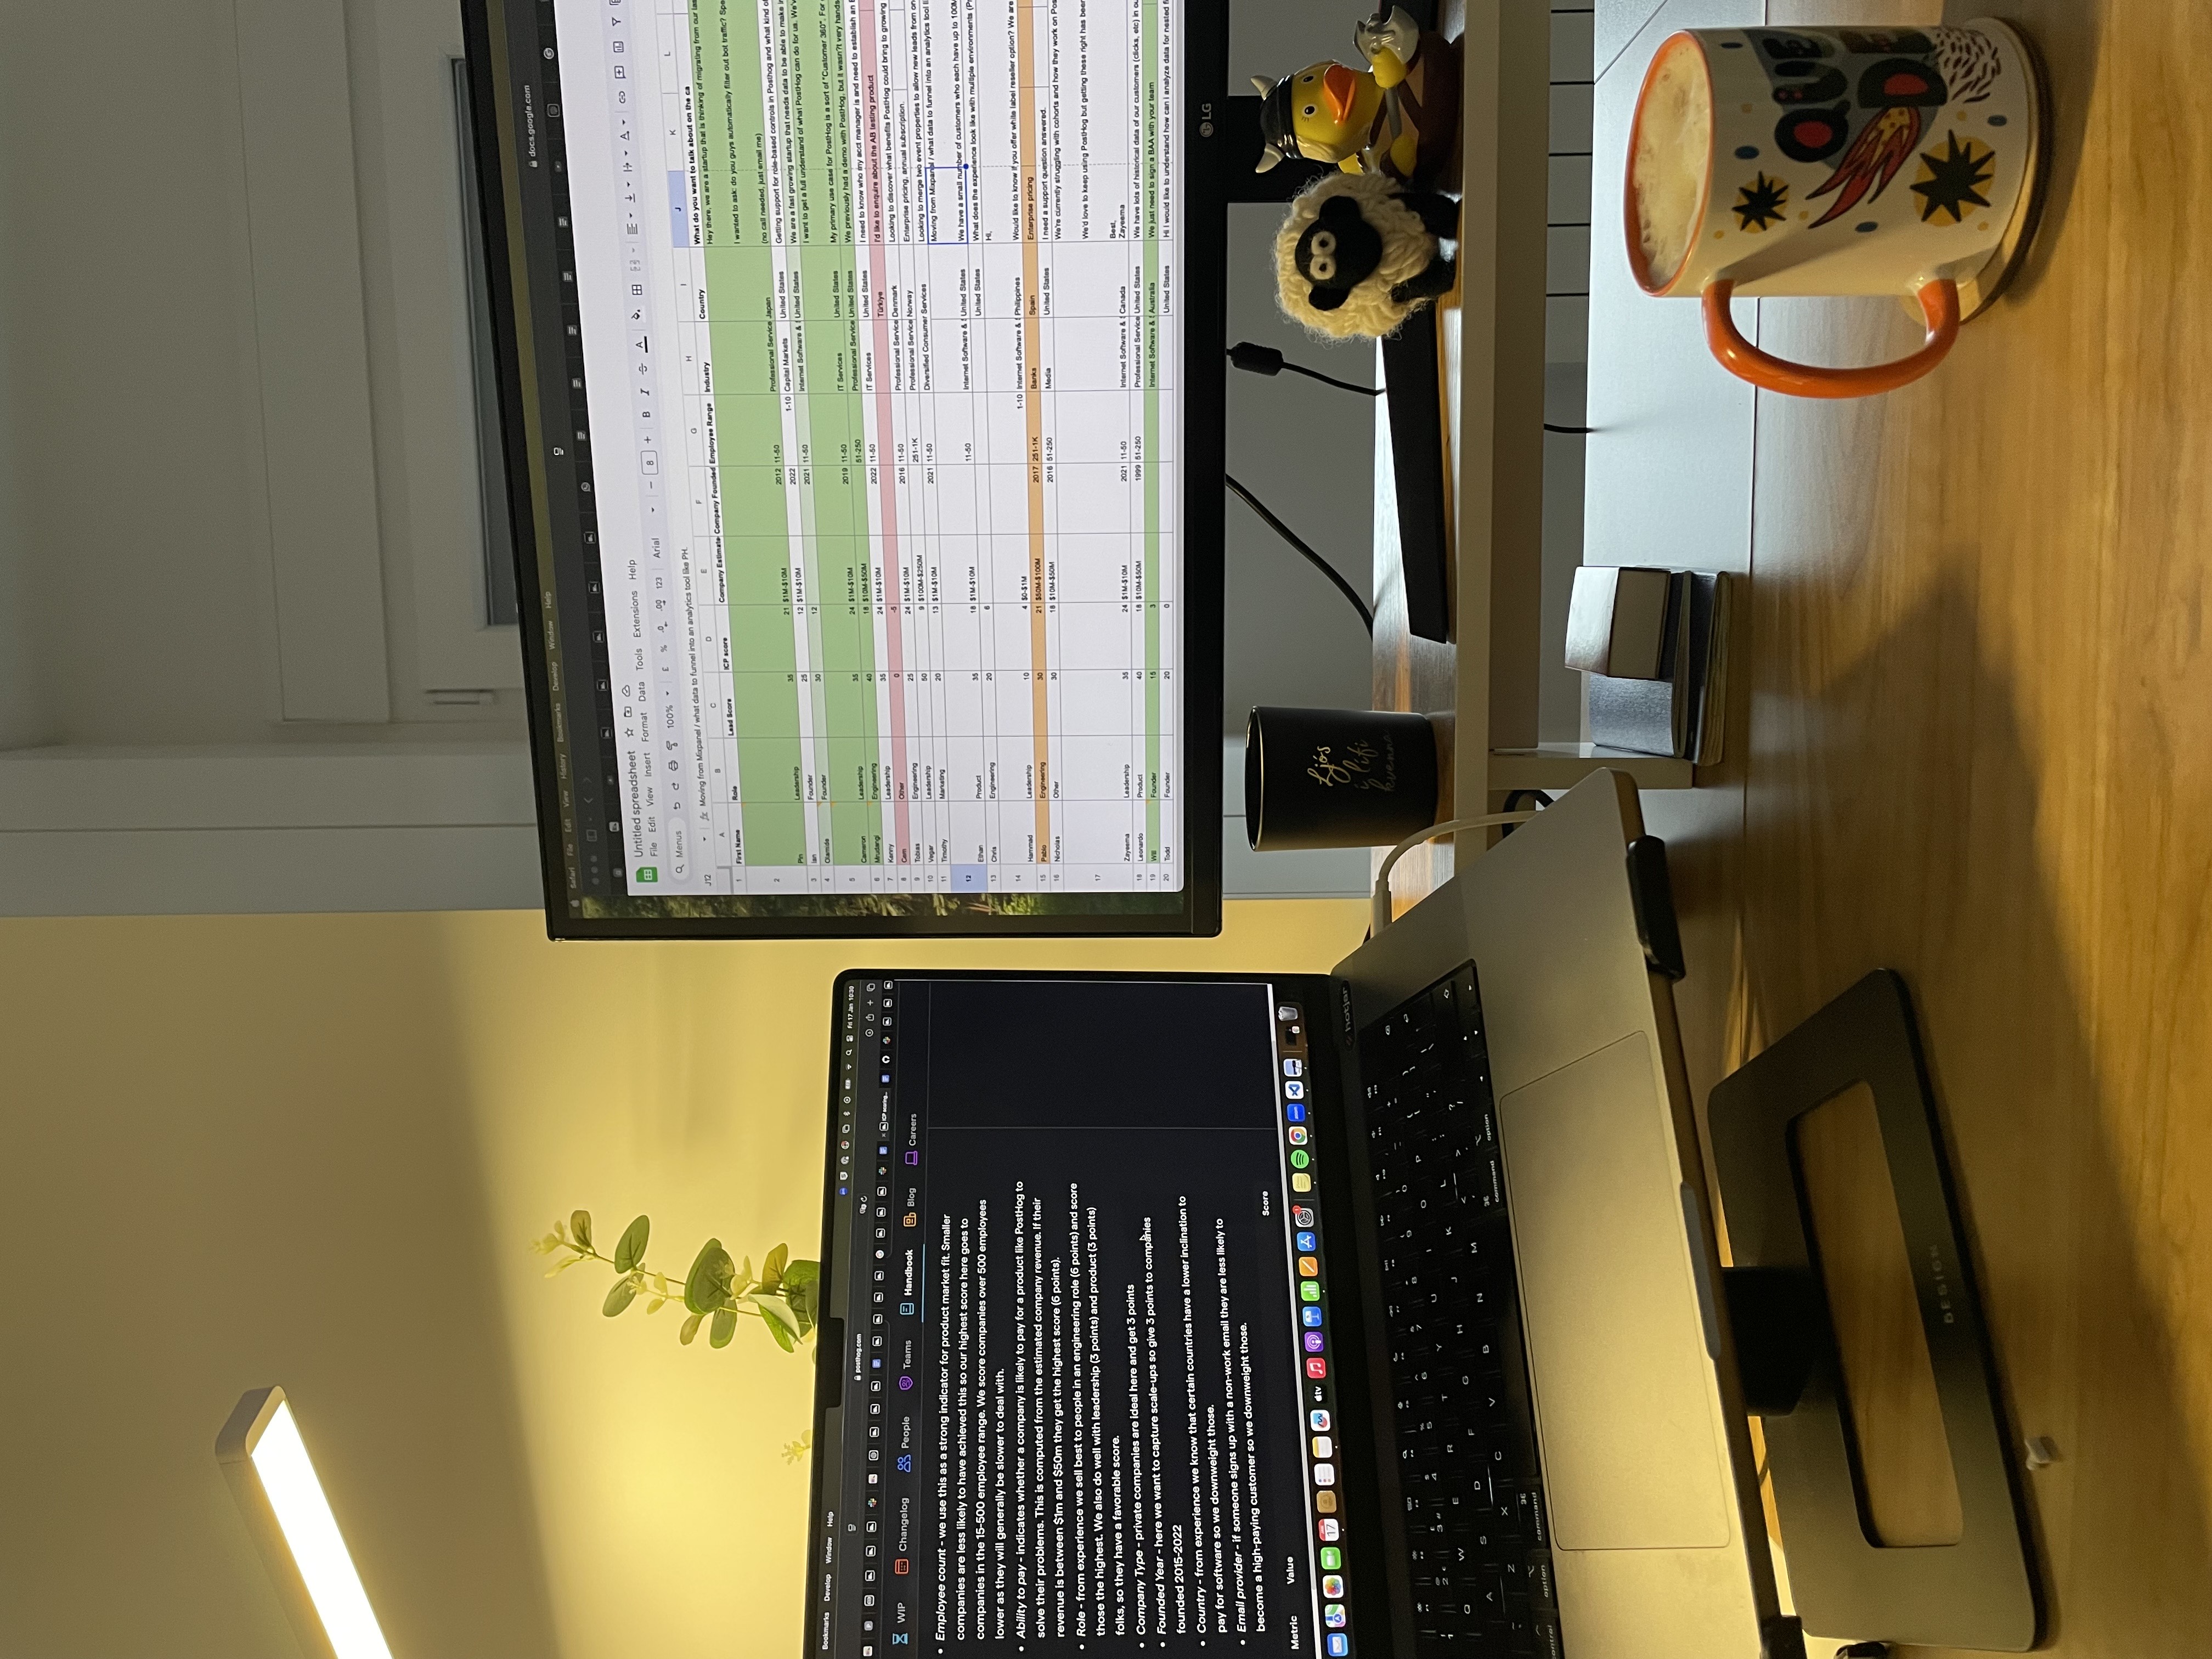 Bookmarks Develop Window Help
Fri 17 Jan 10:30
posthog.com
ICP scoring...
WIP Changelog People Teams Handbook Blog Careers
• Employee count - we use this as a strong indicator for product market fit. Smaller
companies are less likely to have achieved this so our highest score here goes to
companies in the 15-500 employee range. We score companies over 500 employees
lower as they will generally be slower to deal with.
• Ability to pay - indicates whether a company is likely to pay for a product like PostHog to
solve their problems. This is computed from the estimated company revenue. If their
revenue is between $1m and $50m they get the highest score (6 points).
• Role - from experience we sell best to people in an engineering role (6 points) and score
those the highest. We also do well with leadership (3 points) and product (3 points)
folks, so they have a favorable score.
• Company Type - private companies are ideal here and get 3 points
• Founded Year - here we want to capture scale-ups so give 3 points to companies
founded 2015-2022
• Country - from experience we know that certain countries have a lower inclination to
pay for software so we downweight those.
• Email provider - if someone signs up with a non-work email they are less likely to
become a high-paying customer so we downweight those.
Metric Value Score
tv
17
hotjar
Q W E R T Y U I O P
A S D F G H J K L
Z X C V B N M
control option command
command option
DESIGN
Safari File Edit View History Bookmarks Develop Window Help
docs.google.com
Untitled spreadsheet
File Edit View Insert Format Data Tools Extensions Help
Menus 100% £ % .0 .00 123 Arial 8 B I A
J12 fx Moving from Mixpanel / what data to funnel into an analytics tool like PH.
A B C D E F G H I J K L
1 First Name Role Lead Score ICP score Company Estimate Company Founded Employee Range Industry Country What do you want to talk about on the ca
Hey there, we are a startup that is thinking of migrating from our las
I wanted to ask: do you guys automatically filter out bot traffic? Spe
(no call needed, just email me)
2 Pin Leadership 35 21 $1M-$10M 2012 11-50 Professional Service Japan
3 Ian Founder 25 12 $1M-$10M 2022 1-10 Capital Markets United States Getting support for role-based controls in Posthog and what kind of
4 Olamide Founder 30 12 2021 11-50 Internet Software & United States We are a fast growing startup that needs data to be able to make in
I want to get a full understanding of what PostHog can do for us. We'v
My primary use case for PostHog is a sort of "Customer 360". For
5 Cameron Leadership 35 24 $1M-$10M 2019 11-50 IT Services United States
6 Mrudangi Engineering 40 18 $10M-$50M 51-250 Professional Service United States We previously had a demo with PostHog, but it wasn?t very hands
7 Kenny Leadership 35 24 $1M-$10M 2022 11-50 IT Services United States I need to know who my acct manager is and need to establish an
8 Cem Other 0 -5 Türkiye I'd like to enquire about the AB testing product
9 Tobias Engineering 25 24 $1M-$10M 2016 11-50 Professional Service Denmark Looking to discover what benefits PostHog could bring to growing
10 Vegar Leadership 50 9 $100M-$250M 251-1K Professional Service Norway Enterprise pricing, annual subscription.
11 Timothy Marketing 20 13 $1M-$10M 2021 11-50 Diversified Consumer Services Looking to merge two event properties to allow new leads from on
Moving from Mixpanel / what data to funnel into an analytics tool li
12 Ethan Product 35 18 $1M-$10M 11-50 Internet Software & United States We have a small number of customers who each have up to 100M
13 Chris Engineering 20 6 United States What does the experience look like with multiple environments (P
Hi,
14 Hammad Leadership 10 4 $0-$1M 1-10 Internet Software & Philippines Would like to know if you offer white label reseller option? We are
15 Pablo Engineering 30 21 $50M-$100M 2017 251-1K Banks Spain Enterprise pricing
16 Nicholas Other 30 18 $10M-$50M 2016 51-250 Media United States I need a support question answered.
We're currently struggling with cohorts and how they work on Pos
We'd love to keep using PostHog but getting these right has been
Best,
17 Zayeema Leadership 35 24 $1M-$10M 2021 11-50 Internet Software & Canada Zayeema
18 Leonardo Product 40 18 $10M-$50M 1999 51-250 Professional Service United States We have lots of historical data of our customers (clicks, etc) in ou
19 Will Founder 15 3 Internet Software & Australia We just need to sign a BAA with your team
20 Todd Founder 20 0 United States Hi I would like to understand how can i analyze data for nested f
LG
Ljós
í lífi
kvenna
QUE
DE